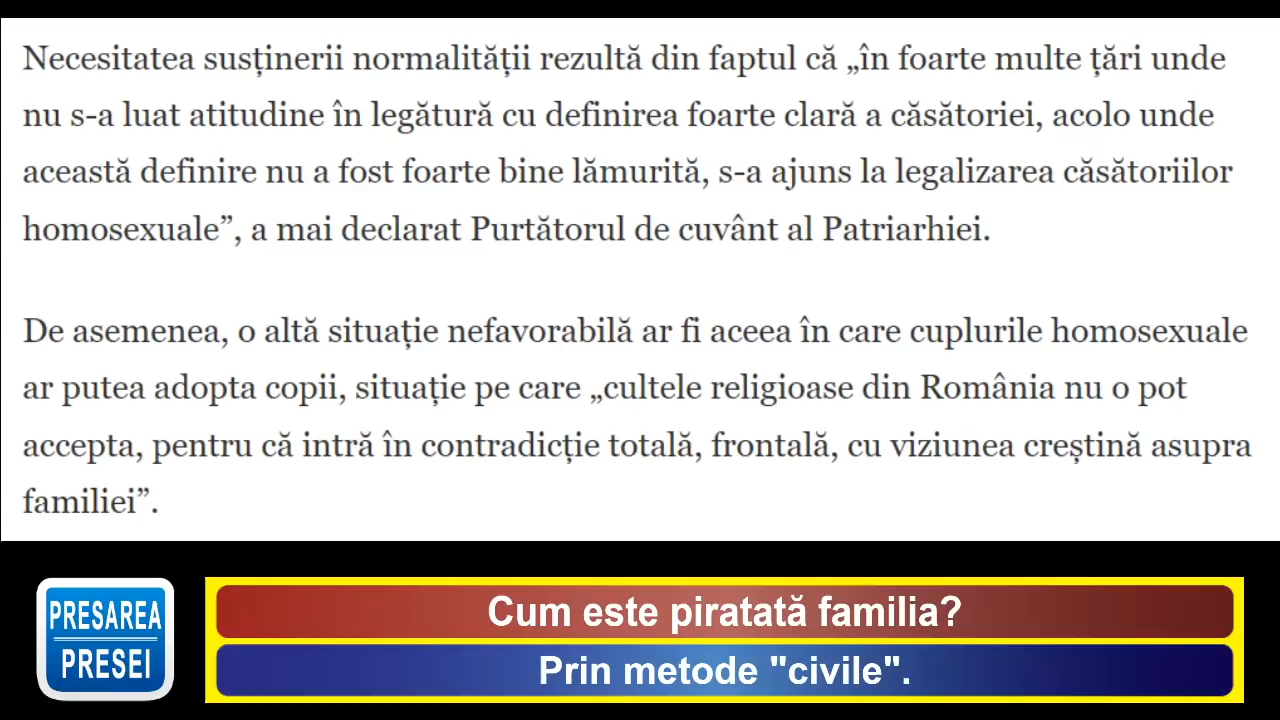 Necesitatea susținerii normalității rezultă din faptul că „în foarte multe țări unde
nu s-a luat atitudine în legătură cu definirea foarte clară a căsătoriei, acolo unde
această definire nu a fost foarte bine lămurită, s-a ajuns la legalizarea căsătoriilor
homosexuale”, a mai declarat Purtătorul de cuvânt al Patriarhiei.
De asemenea, o altă situație nefavorabilă ar fi aceea în care cuplurile homosexuale
ar putea adopta copii, situație pe care „cultele religioase din România nu o pot
accepta, pentru că intră în contradicție totală, frontală, cu viziunea creștină asupra
familiei”.
PRESAREA
PRESEI
Cum este piratată familia?
Prin metode "civile".